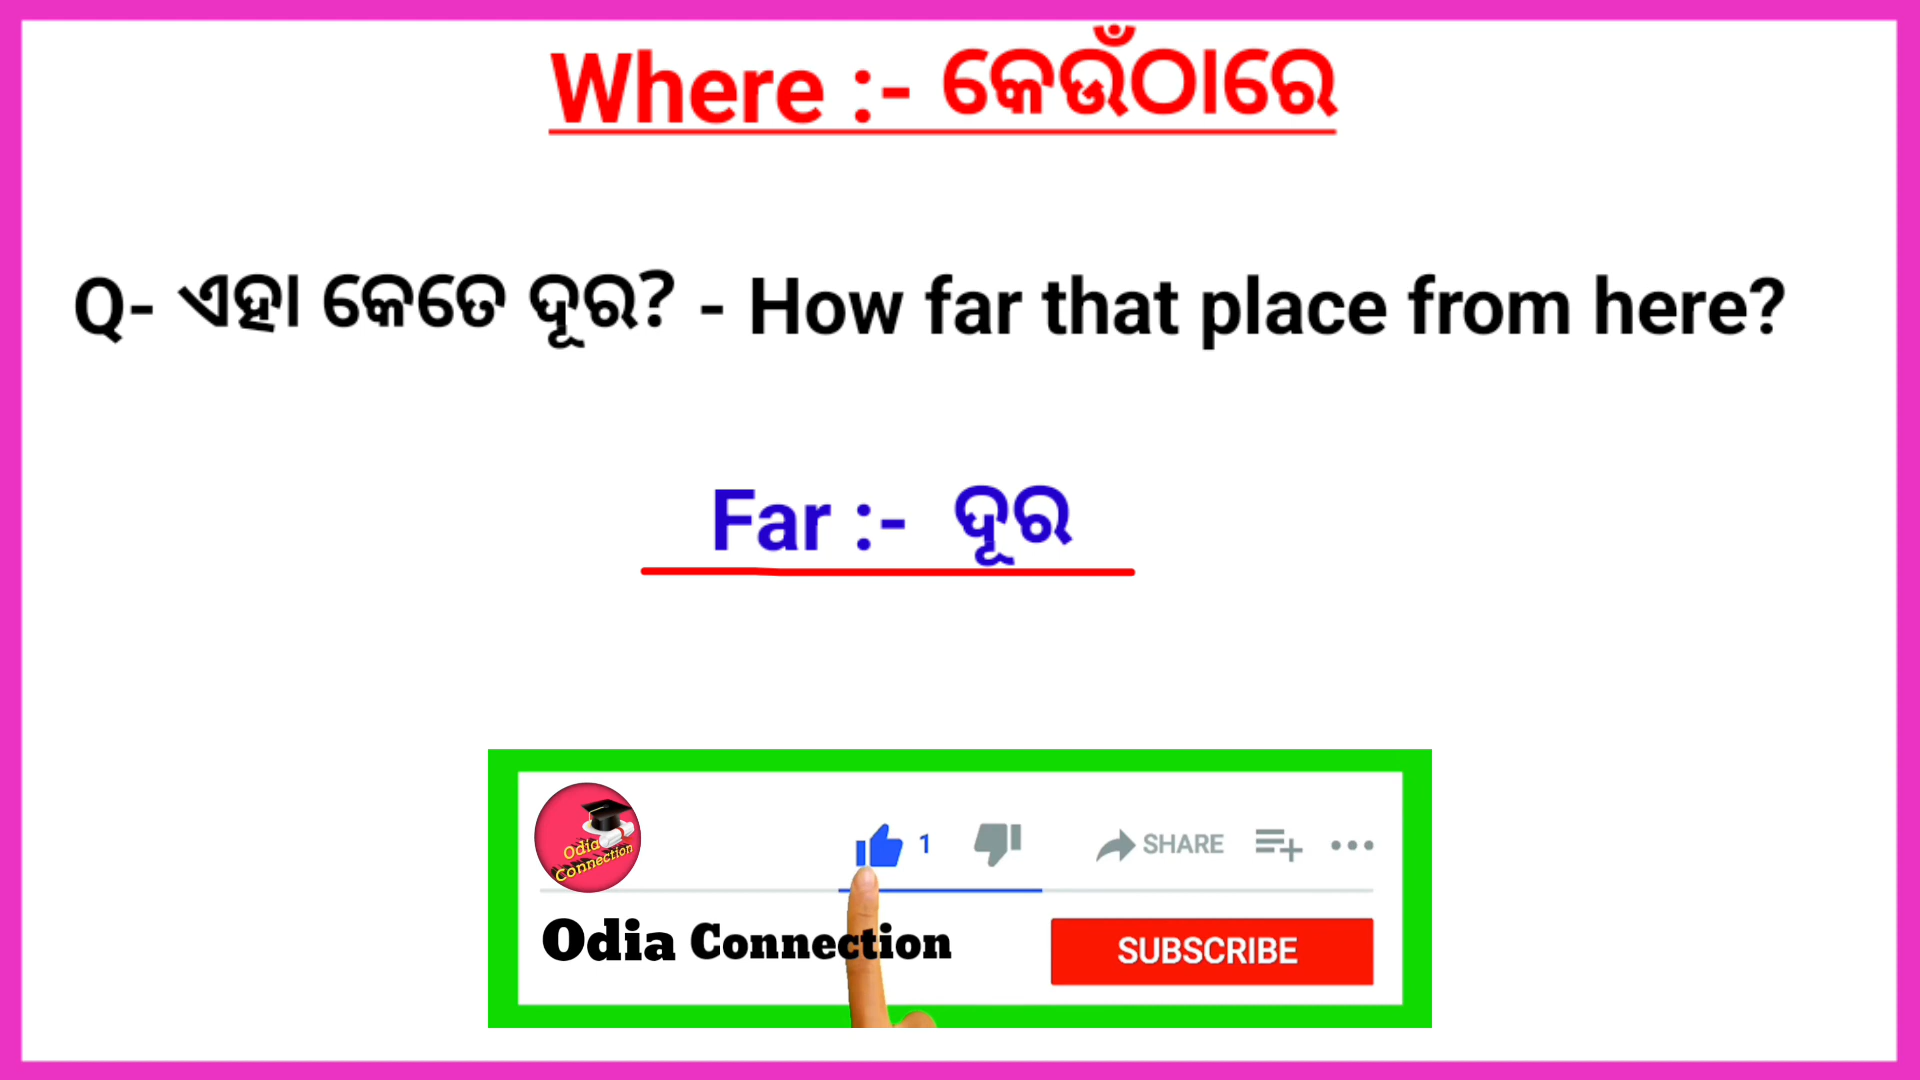 Where :- କେଉଁଠାରେ
Q- ଏହା କେତେ ଦୂର? - How far that place from here?
Far :- ଦୂର
Odia
Connection
1
SHARE
Odia Connection
SUBSCRIBE